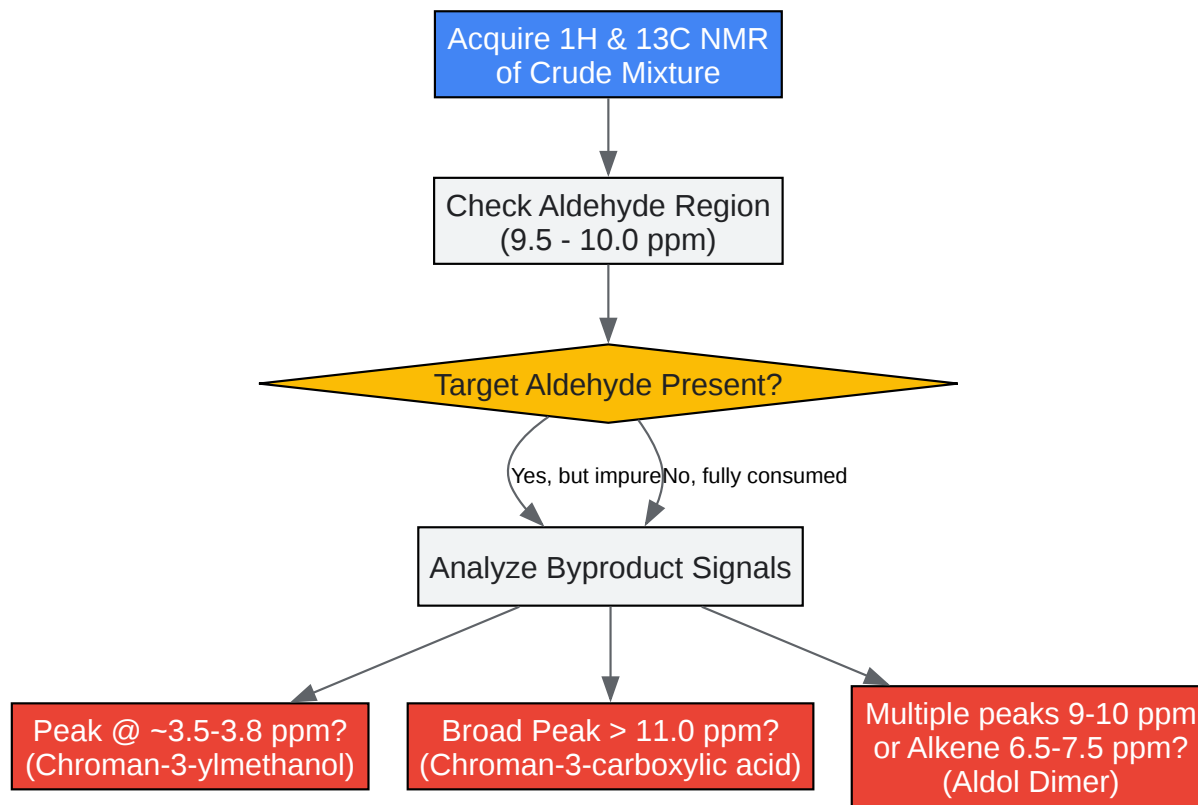 Acquire 1H & 13C NMR
of Crude Mixture
Check Aldehyde Region
(9.5 - 10.0 ppm)
Target Aldehyde Present?
Yes, but impure
No, fully consumed
Analyze Byproduct Signals
Peak @ ~3.5-3.8 ppm?
(Chroman-3-ylmethanol)
Broad Peak > 11.0 ppm?
(Chroman-3-carboxylic acid)
Multiple peaks 9-10 ppm
or Alkene 6.5-7.5 ppm?
(Aldol Dimer)